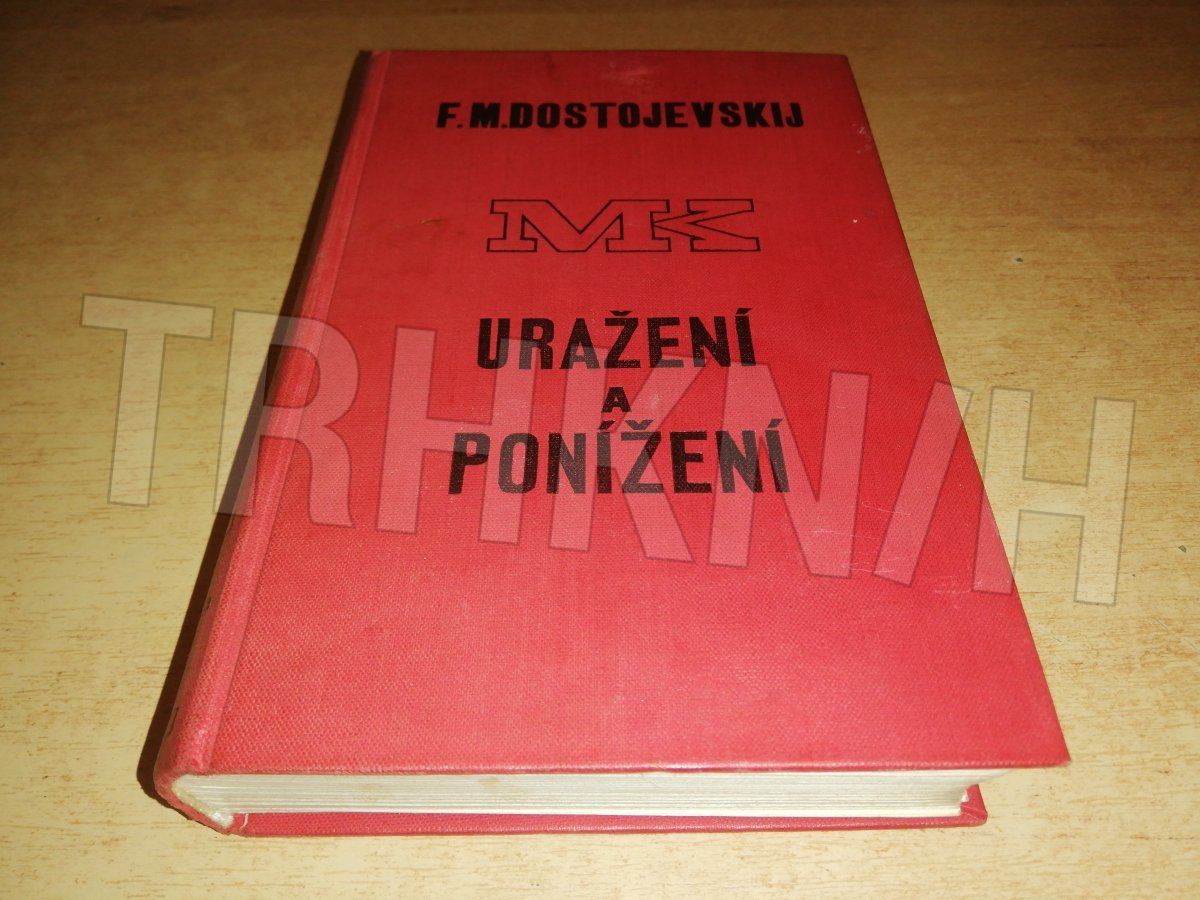 F. M. DOSTOJEVSKIJ
MK
URAŽENÍ
A
PONÍŽENÍ
TRHKNIH